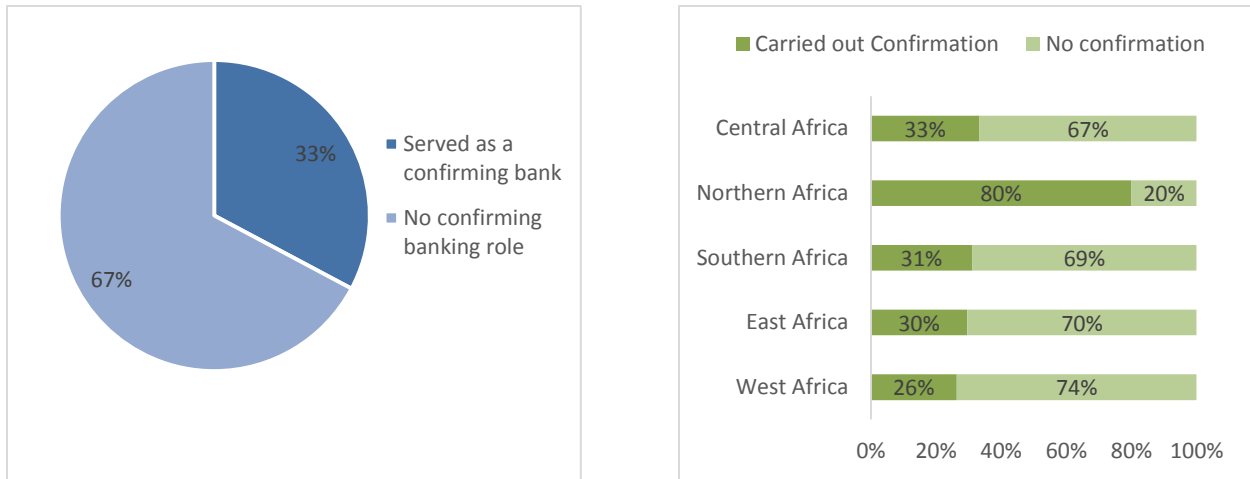 33%
67%
Served as a
confirming bank
No confirming
banking role
Carried out Confirmation No confirmation
Central Africa 33% 67%
Northern Africa 80% 20%
Southern Africa 31% 69%
East Africa 30% 70%
West Africa 26% 74%
0% 20% 40% 60% 80% 100%